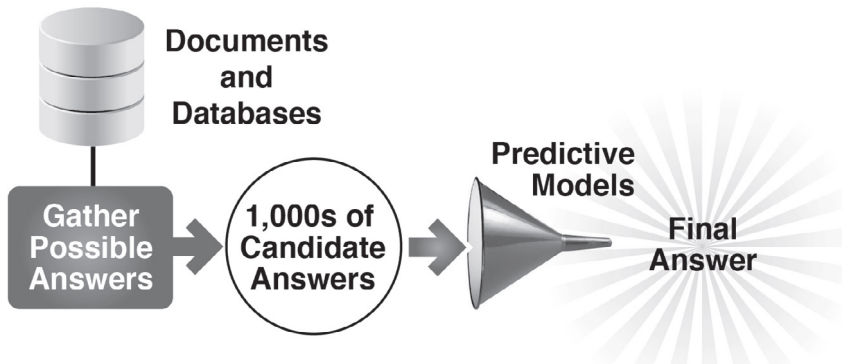 Documents
and
Databases
Gather
Possible
Answers
1,000s of
Candidate
Answers
Predictive
Models
Final
Answer